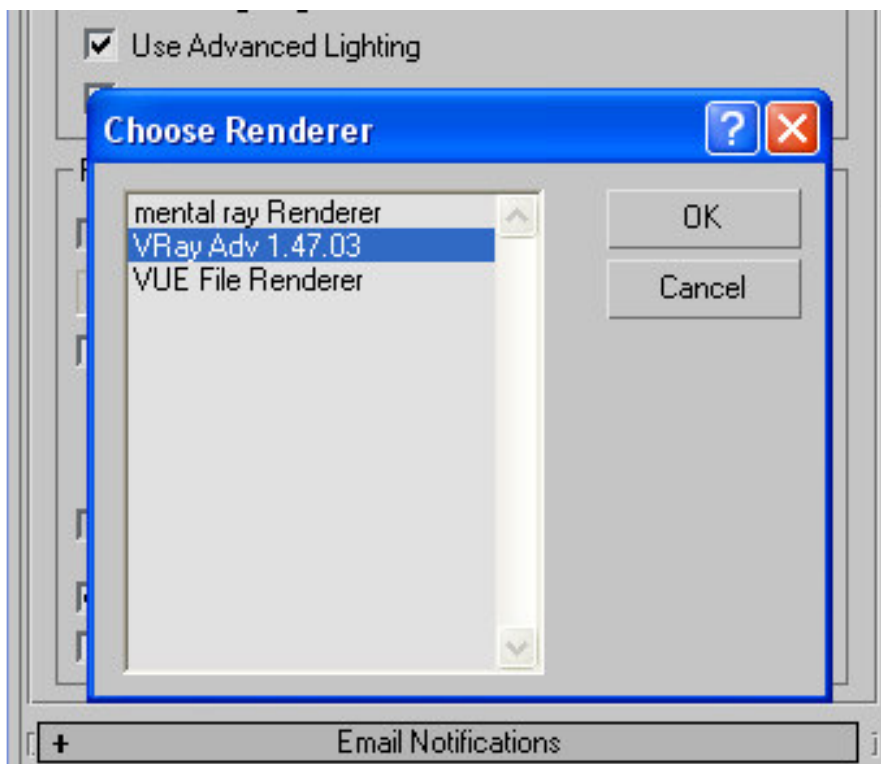 Use Advanced Lighting
Choose Renderer
mental ray Renderer
VRay Adv 1.47.03
VUE File Renderer
OK
Cancel
+ Email Notifications